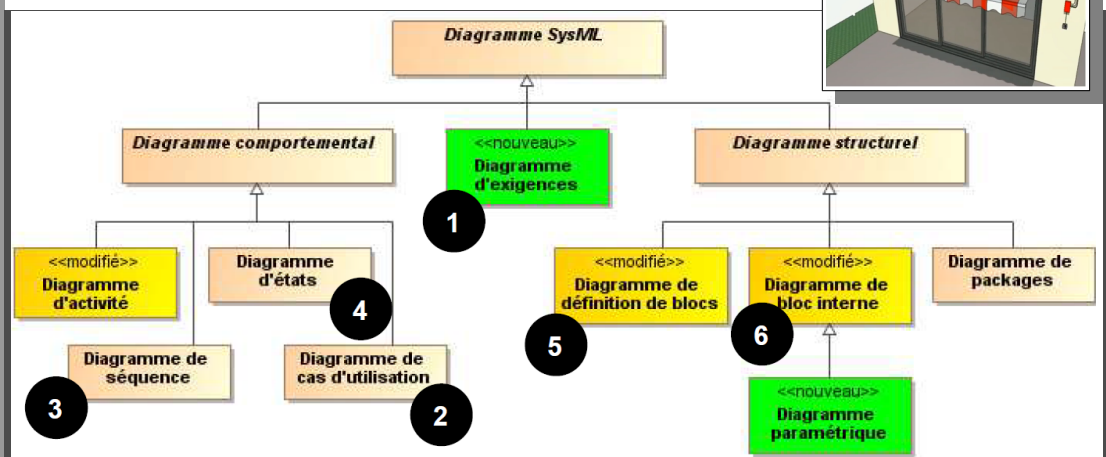 Diagramme SysML
Diagramme comportemental
<<nouveau>>
Diagramme
d'exigences
Diagramme structurel
1
<<modifié>>
Diagramme
d'activité
Diagramme
d'états
4
<<modifié>>
Diagramme de
définition de blocs
5
<<modifié>>
Diagramme de
bloc interne
6
Diagramme de
packages
Diagramme de
séquence
3
Diagramme de
cas d'utilisation
2
<<nouveau>>
Diagramme
paramétrique